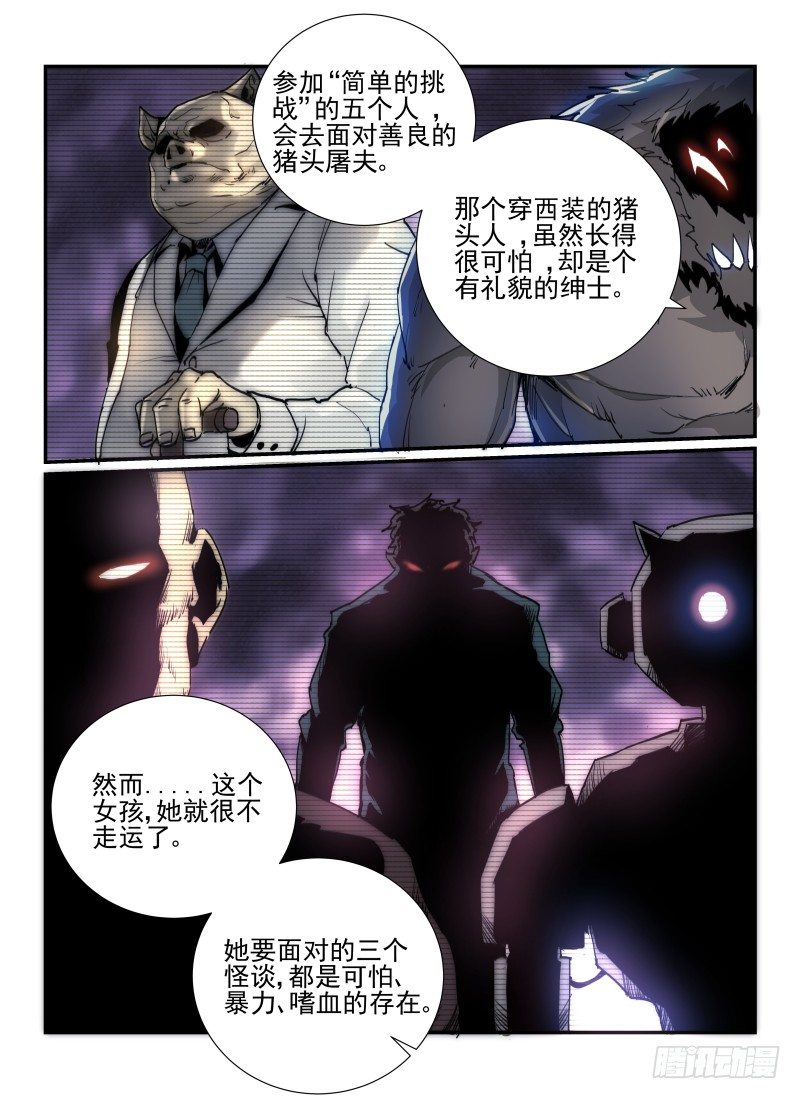 参加“简单的挑
战”的五个人，
会去面对善良的
猪头屠夫。
那个穿西装的猪
头人，虽然长得
很可怕，却是个
有礼貌的绅士。
然而.....这个
女孩,她就很不
走运了。
她要面对的三个
怪谈,都是可怕、
暴力、嗜血的存在。
腾讯动漫